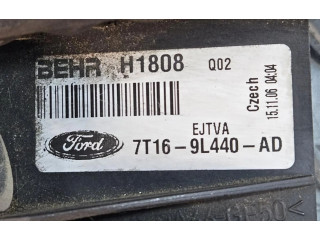 BEHR H1808 Q02
Czech
15.11.06 04:04
Ford
EJTVA
7T16-9L440-AD